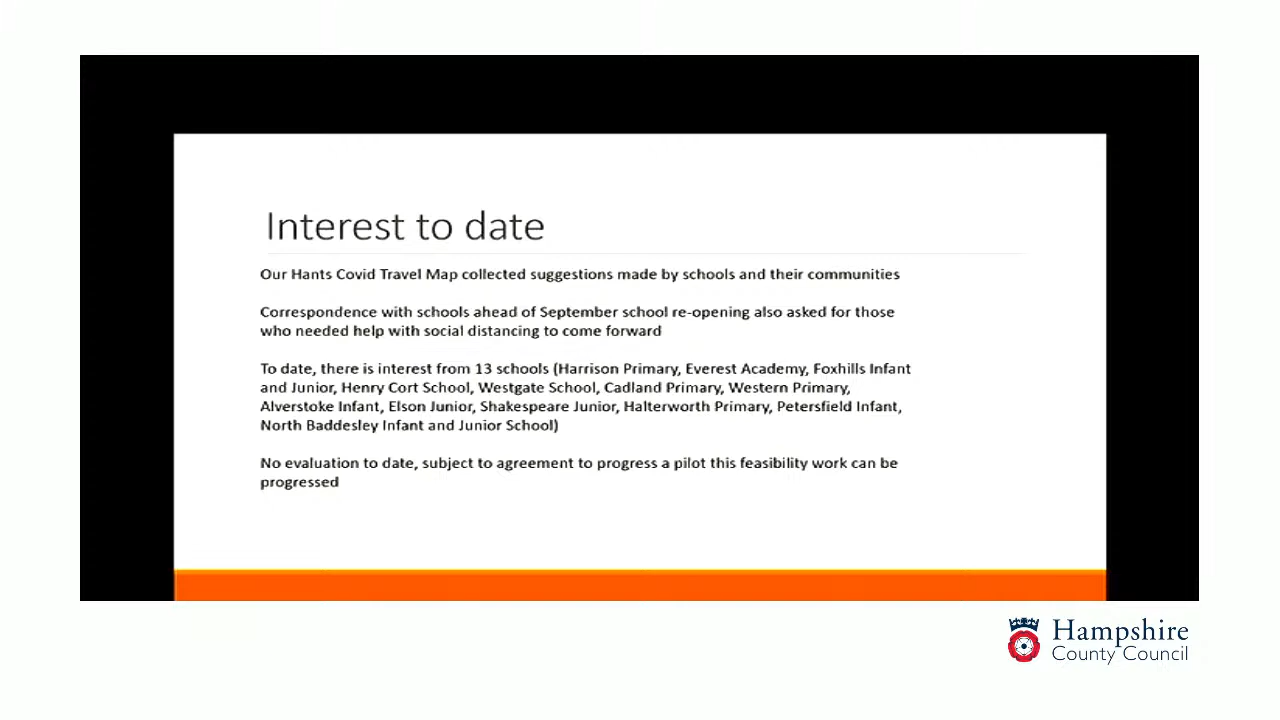 Interest to date
Our Hants Covid Travel Map collected suggestions made by schools and their communities
Correspondence with schools ahead of September school re-opening also asked for those
who needed help with social distancing to come forward
To date, there is interest from 13 schools (Harrison Primary, Everest Academy, Foxhills Infant
and Junior, Henry Cort School, Westgate School, Cadland Primary, Western Primary,
Alverstoke Infant, Elson Junior, Shakespeare Junior, Halterworth Primary, Petersfield Infant,
North Baddesley Infant and Junior School)
No evaluation to date, subject to agreement to progress a pilot this feasibility work can be
progressed
Hampshire
County Council